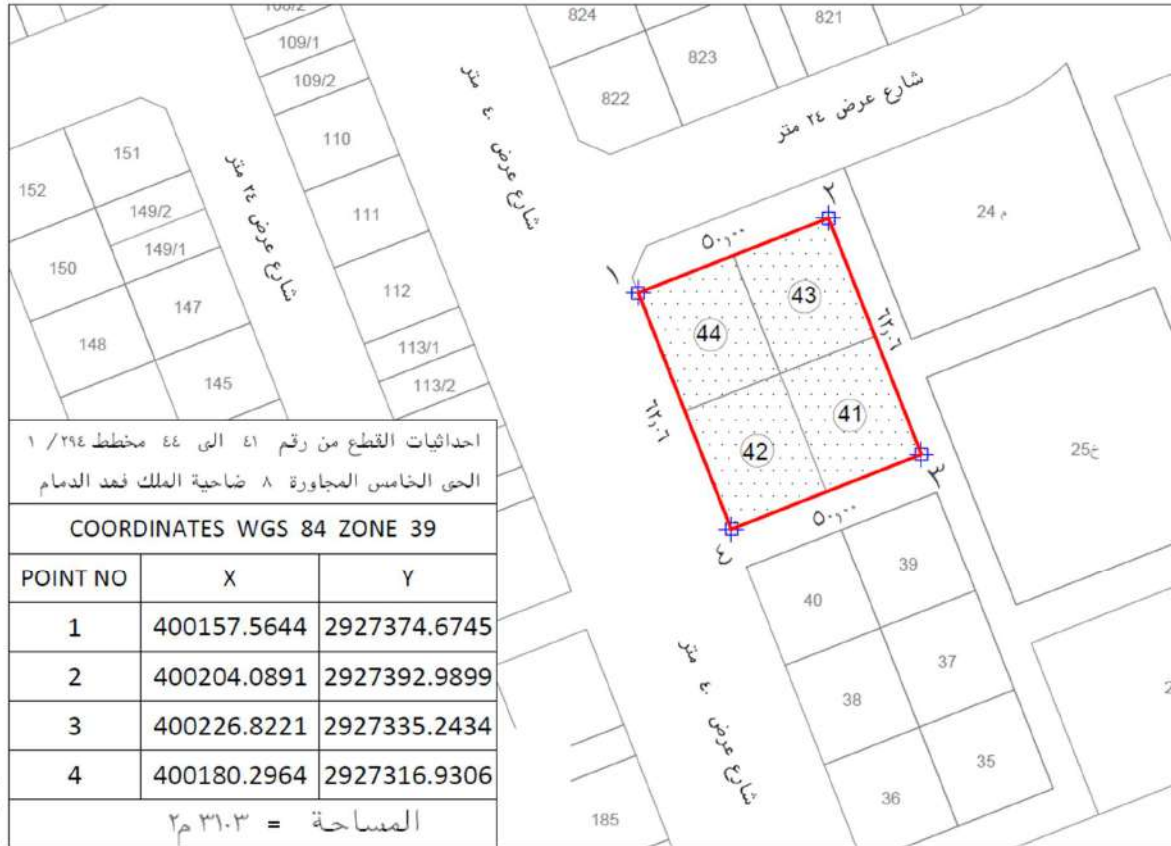 108/2
109/1
109/2
110
111
112
113/1
113/2
151
152
149/2
149/1
150
147
148
145
824
821
823
822
شارع عرض ٢٤ متر
شارع عرض ٤٠ متر
شارع عرض ٢٤ متر
م 24
٢
٥٠,٠٠
١
43
44
٦٢,٠٦
٦٢,٠٦
41
42
25خ
٣
٥٠,٠٠
٤
39
40
37
38
35
36
185
شارع عرض ٤٠ متر
احداثيات القطع من رقم ٤١ الى ٤٤ مخطط ٢٩٤/ ١
الحى الخامس المجاورة ٨ ضاحية الملك فهد الدمام
COORDINATES WGS 84 ZONE 39
POINT NO X Y
1 400157.5644 2927374.6745
2 400204.0891 2927392.9899
3 400226.8221 2927335.2434
4 400180.2964 2927316.9306
المساحة = ٣١٠٣ م٢